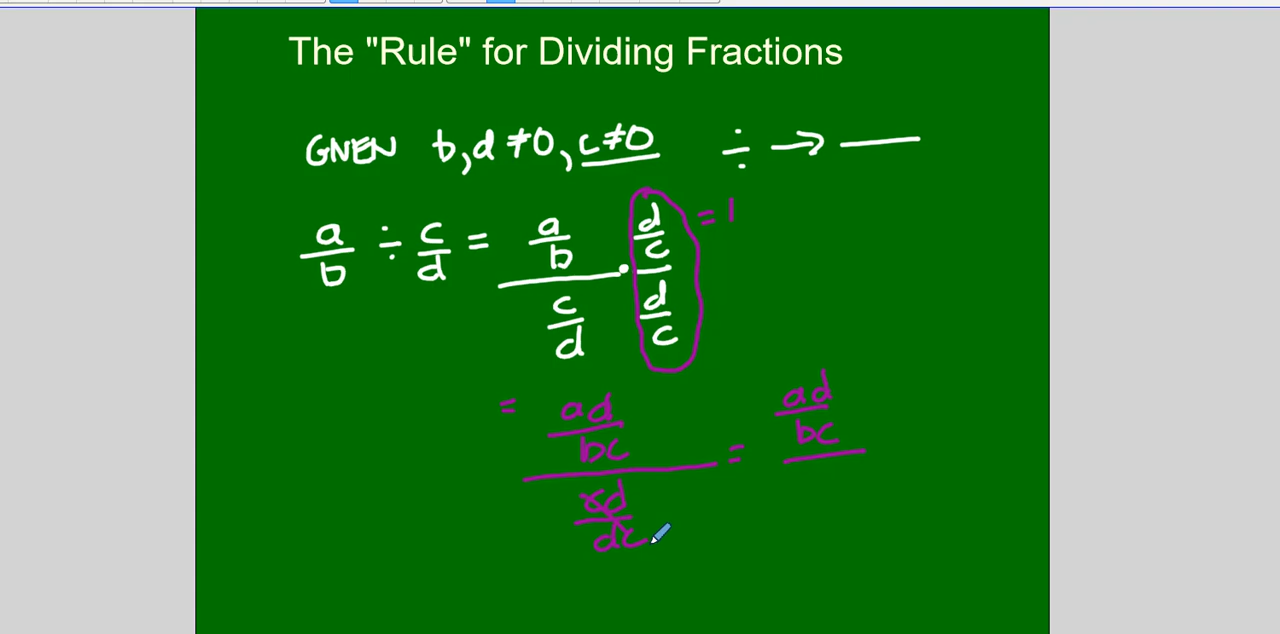 The "Rule" for Dividing Fractions
GIVEN b, d ≠ 0, c ≠ 0 ÷ → —
a/b ÷ c/d = (a/b)/(c/d) · (d/c)/(d/c) = 1
= (ad/bc)/(cd/dc) = (ad/bc)/